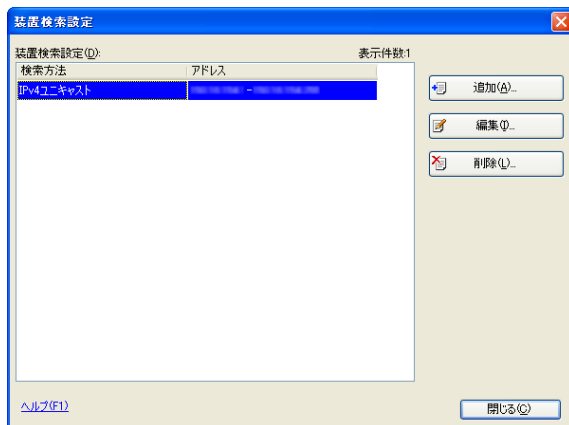 装置検索設定
装置検索設定(D): 表示件数:1
検索方法 アドレス
IPv4ユニキャスト -
追加(A)...
編集(I)...
削除(L)...
ヘルプ(F1)
閉じる(C)